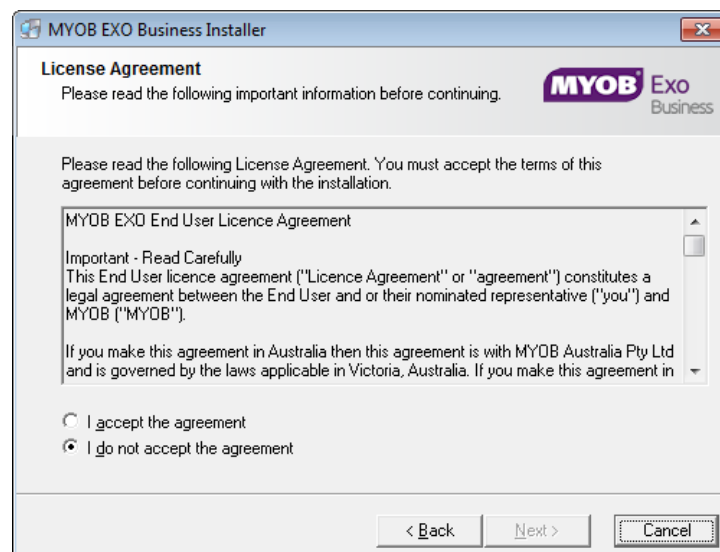 MYOB EXO Business Installer
License Agreement
Please read the following important information before continuing.
MYOB Exo
Business
Please read the following License Agreement. You must accept the terms of this
agreement before continuing with the installation.
MYOB EXO End User Licence Agreement
Important - Read Carefully
This End User licence agreement ("Licence Agreement" or "agreement") constitutes a
legal agreement between the End User and or their nominated representative ("you") and
MYOB ("MYOB").
If you make this agreement in Australia then this agreement is with MYOB Australia Pty Ltd
and is governed by the laws applicable in Victoria, Australia. If you make this agreement in
I accept the agreement
I do not accept the agreement
< Back
Next >
Cancel